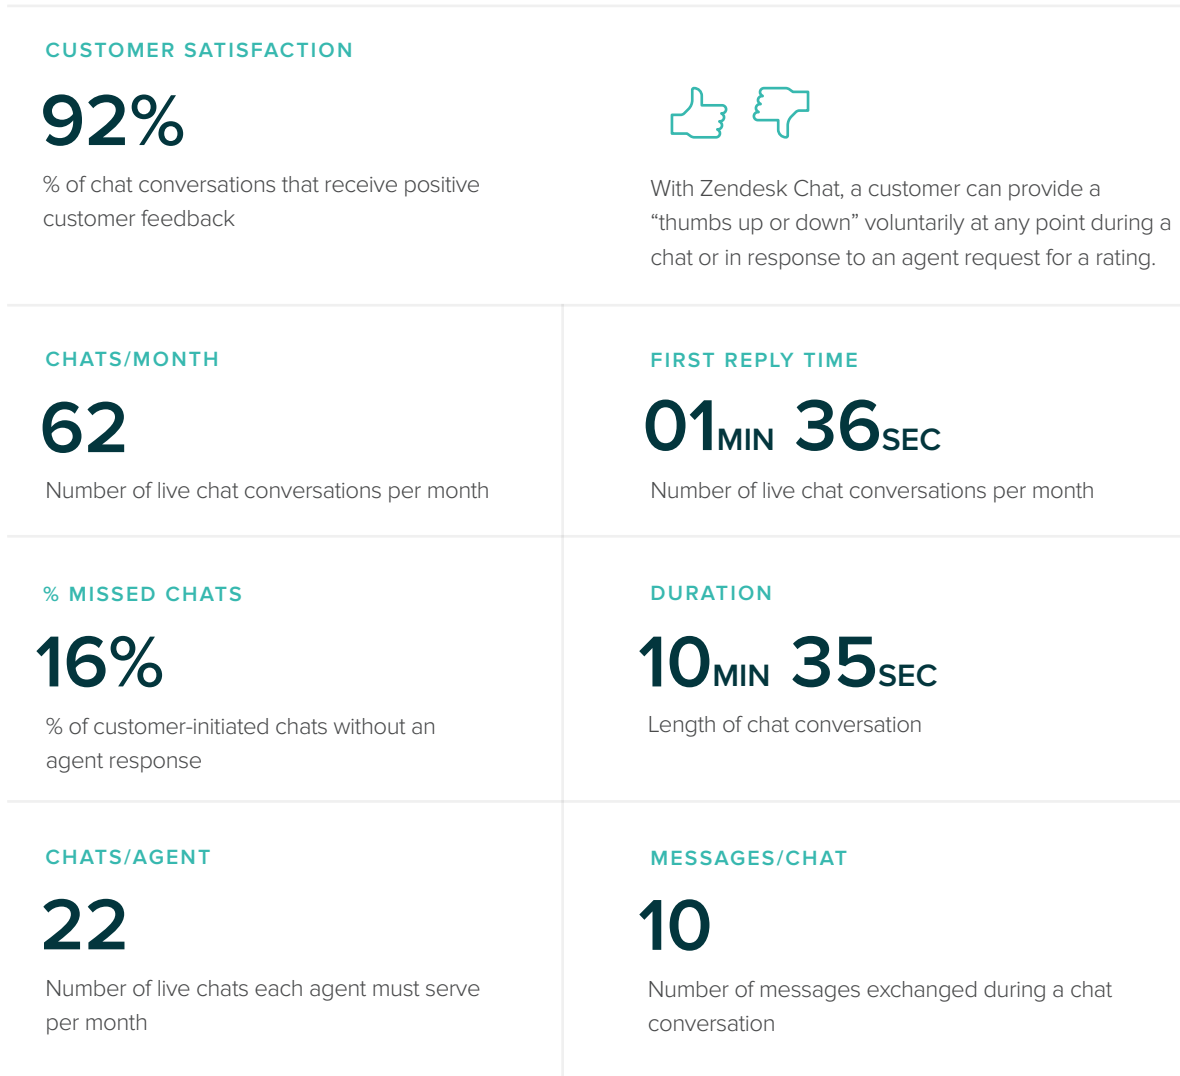 CUSTOMER SATISFACTION
92%
% of chat conversations that receive positive
customer feedback
With Zendesk Chat, a customer can provide a
“thumbs up or down” voluntarily at any point during a
chat or in response to an agent request for a rating.
CHATS/MONTH
62
Number of live chat conversations per month
FIRST REPLY TIME
01MIN 36SEC
Number of live chat conversations per month
% MISSED CHATS
16%
% of customer-initiated chats without an
agent response
DURATION
10MIN 35SEC
Length of chat conversation
CHATS/AGENT
22
Number of live chats each agent must serve
per month
MESSAGES/CHAT
10
Number of messages exchanged during a chat
conversation